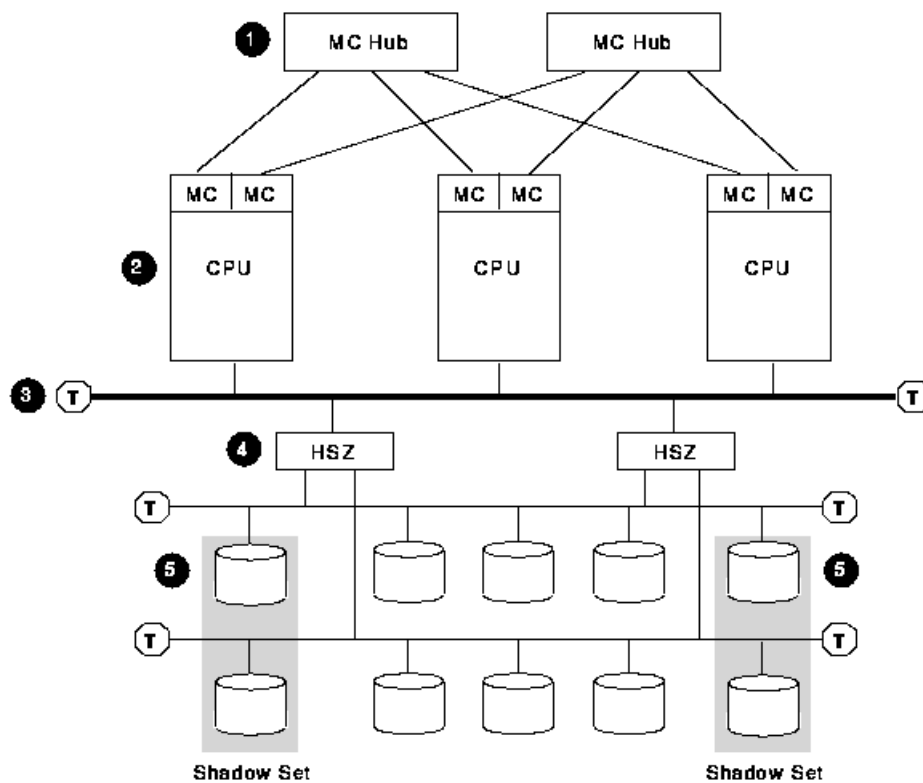 1 MC Hub MC Hub
MC MC MC MC MC MC
2 CPU CPU CPU
3 T T
4 HSZ HSZ
T T
5 5
T T
Shadow Set Shadow Set